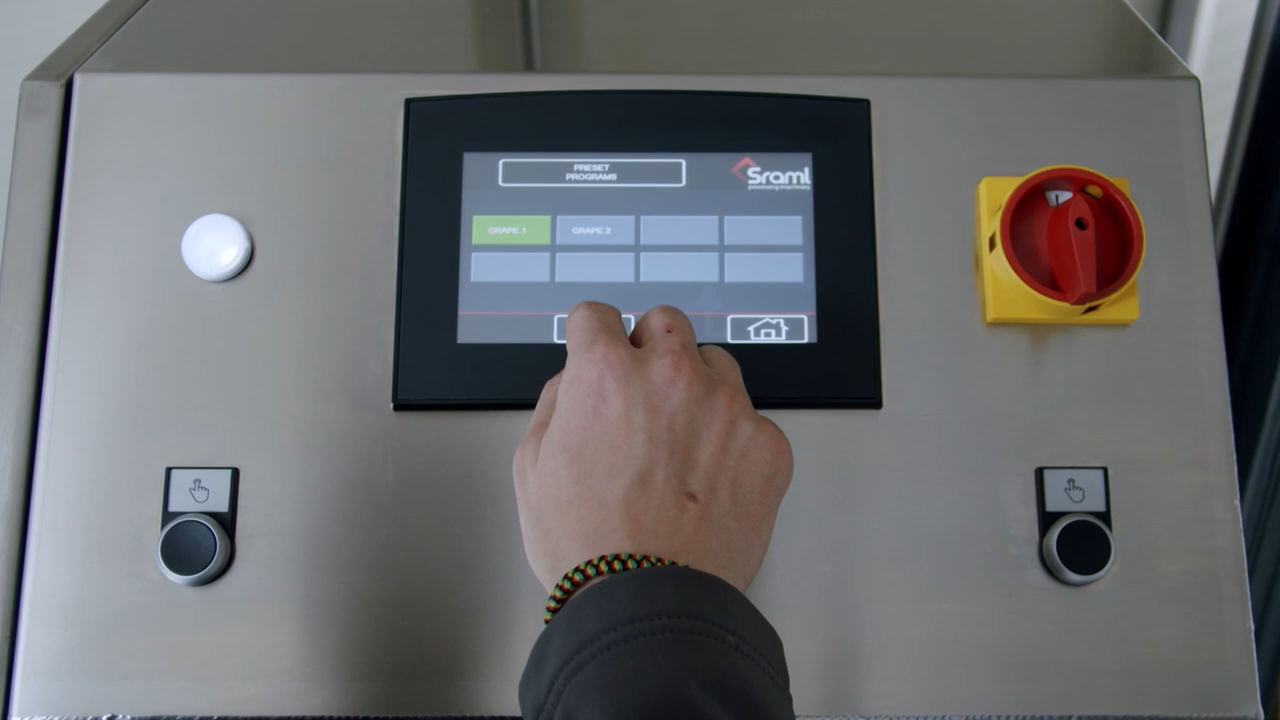 PRESET
PROGRAMS
Sraml
processing machinery
GRAPE.1
GRAPE.2
I